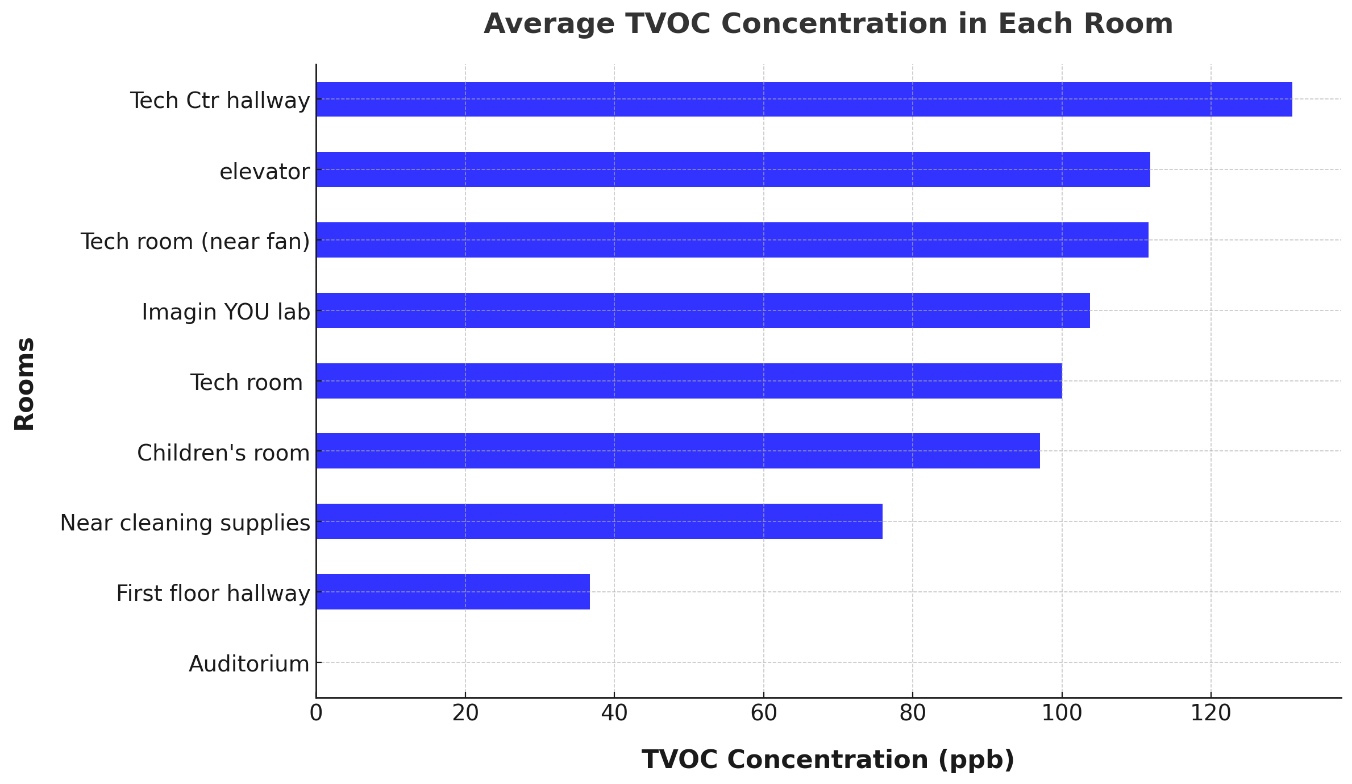 Average TVOC Concentration in Each Room
Tech Ctr hallway
elevator
Tech room (near fan)
Imagin YOU lab
Tech room
Children's room
Near cleaning supplies
First floor hallway
Auditorium
Rooms
0 20 40 60 80 100 120
TVOC Concentration (ppb)